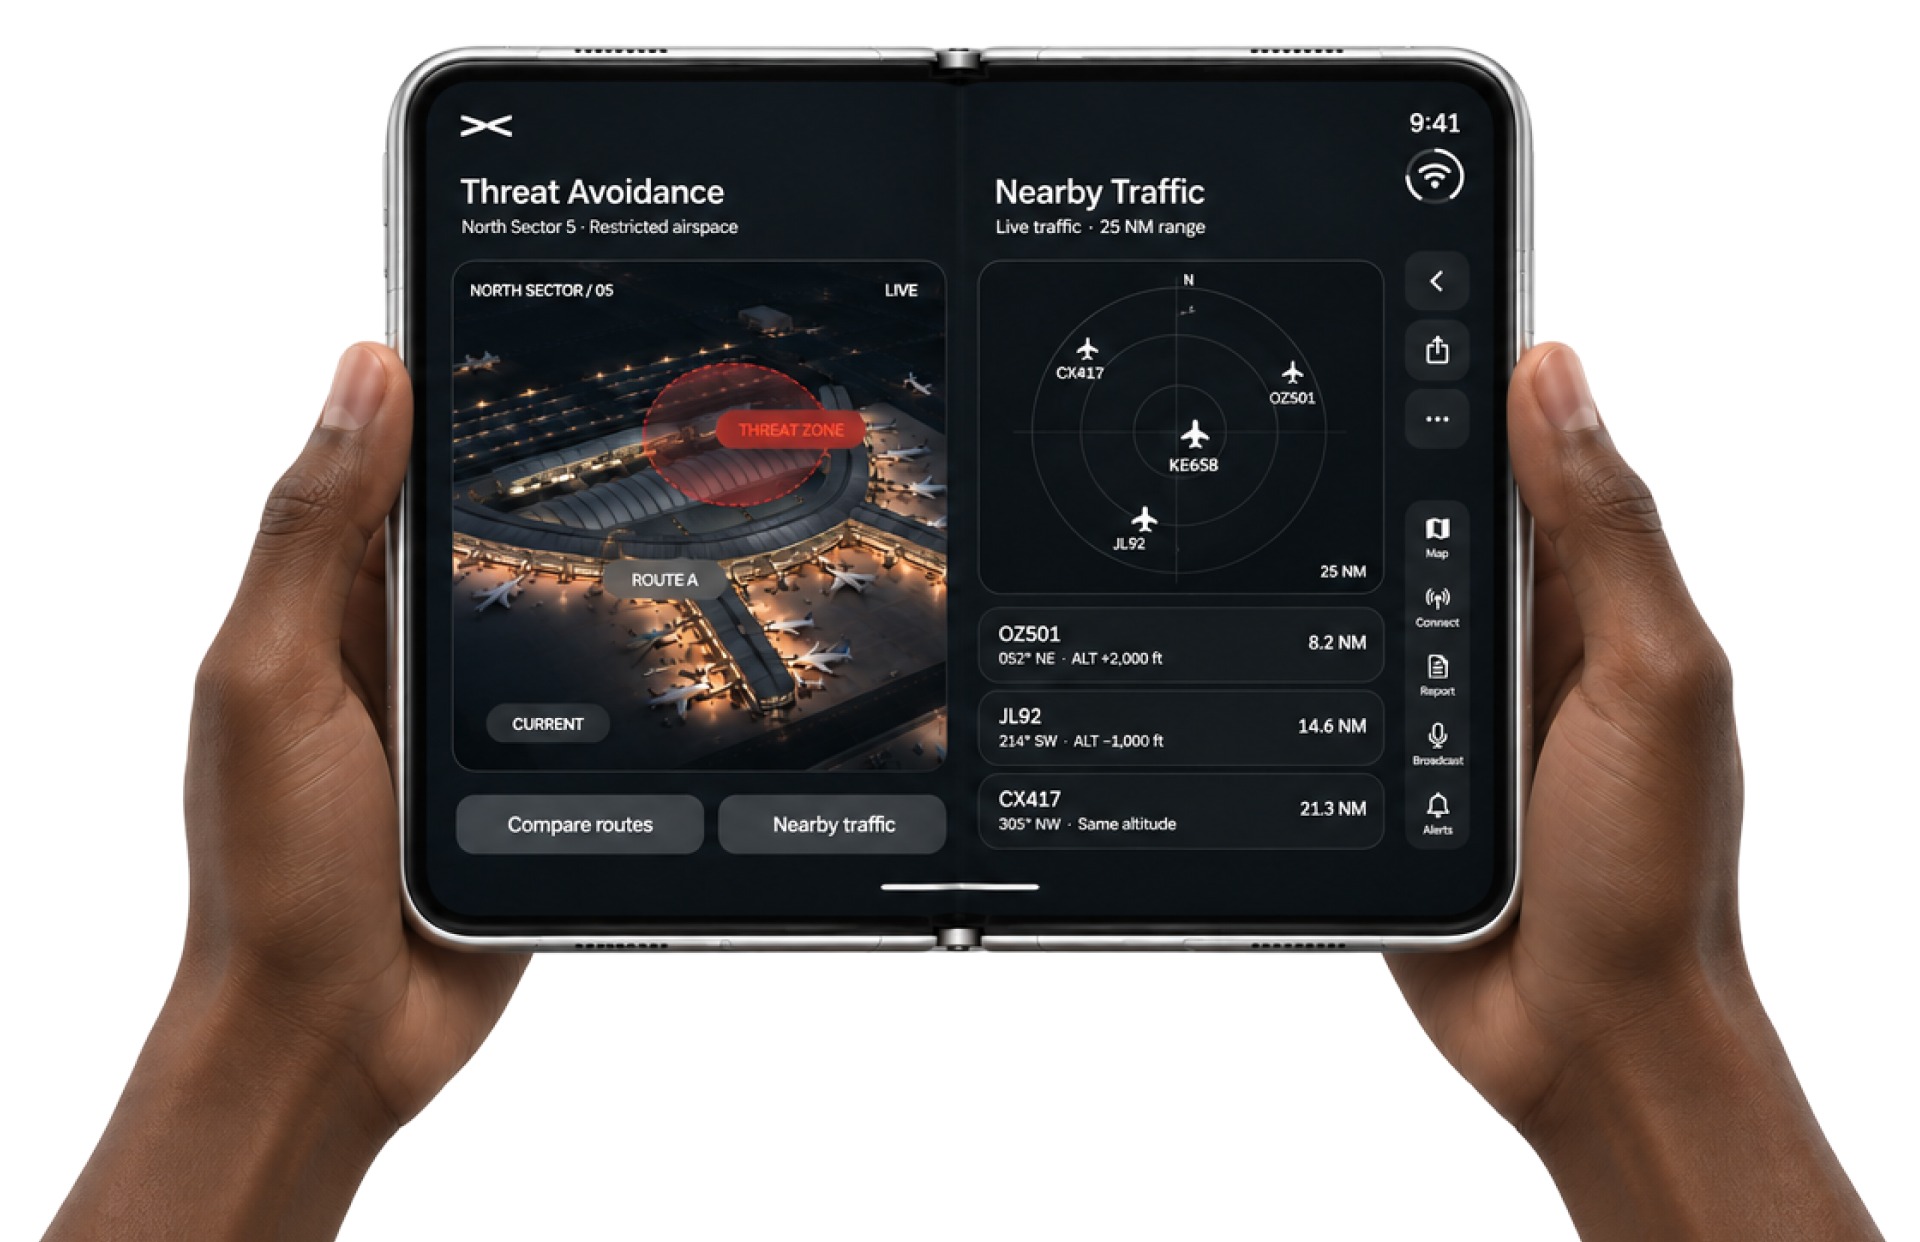 9:41
Threat Avoidance
North Sector 5 · Restricted airspace
NORTH SECTOR / 05
LIVE
THREAT ZONE
ROUTE A
CURRENT
Compare routes
Nearby traffic
Nearby Traffic
Live traffic · 25 NM range
N
CX417
OZ501
KE658
JL92
25 NM
OZ501
8.2 NM
052° NE · ALT +2,000 ft
JL92
14.6 NM
214° SW · ALT −1,000 ft
CX417
21.3 NM
305° NW · Same altitude
Map
Connect
Report
Broadcast
Alerts